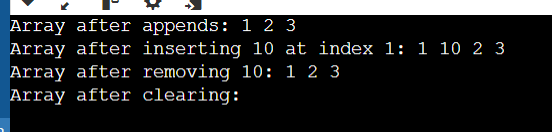 Array after appends: 1 2 3
Array after inserting 10 at index 1: 1 10 2 3
Array after removing 10: 1 2 3
Array after clearing: